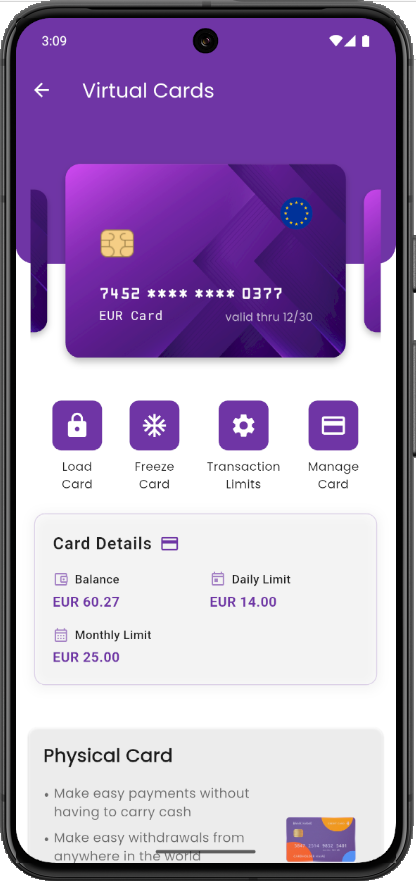 3:09
Virtual Cards
7452 **** **** 0377
EUR Card
valid thru 12/30
Load
Card
Freeze
Card
Transaction
Limits
Manage
Card
Card Details
Balance
Daily Limit
EUR 60.27
EUR 14.00
Monthly Limit
EUR 25.00
Physical Card
• Make easy payments without
having to carry cash
• Make easy withdrawals from
anywhere in the world